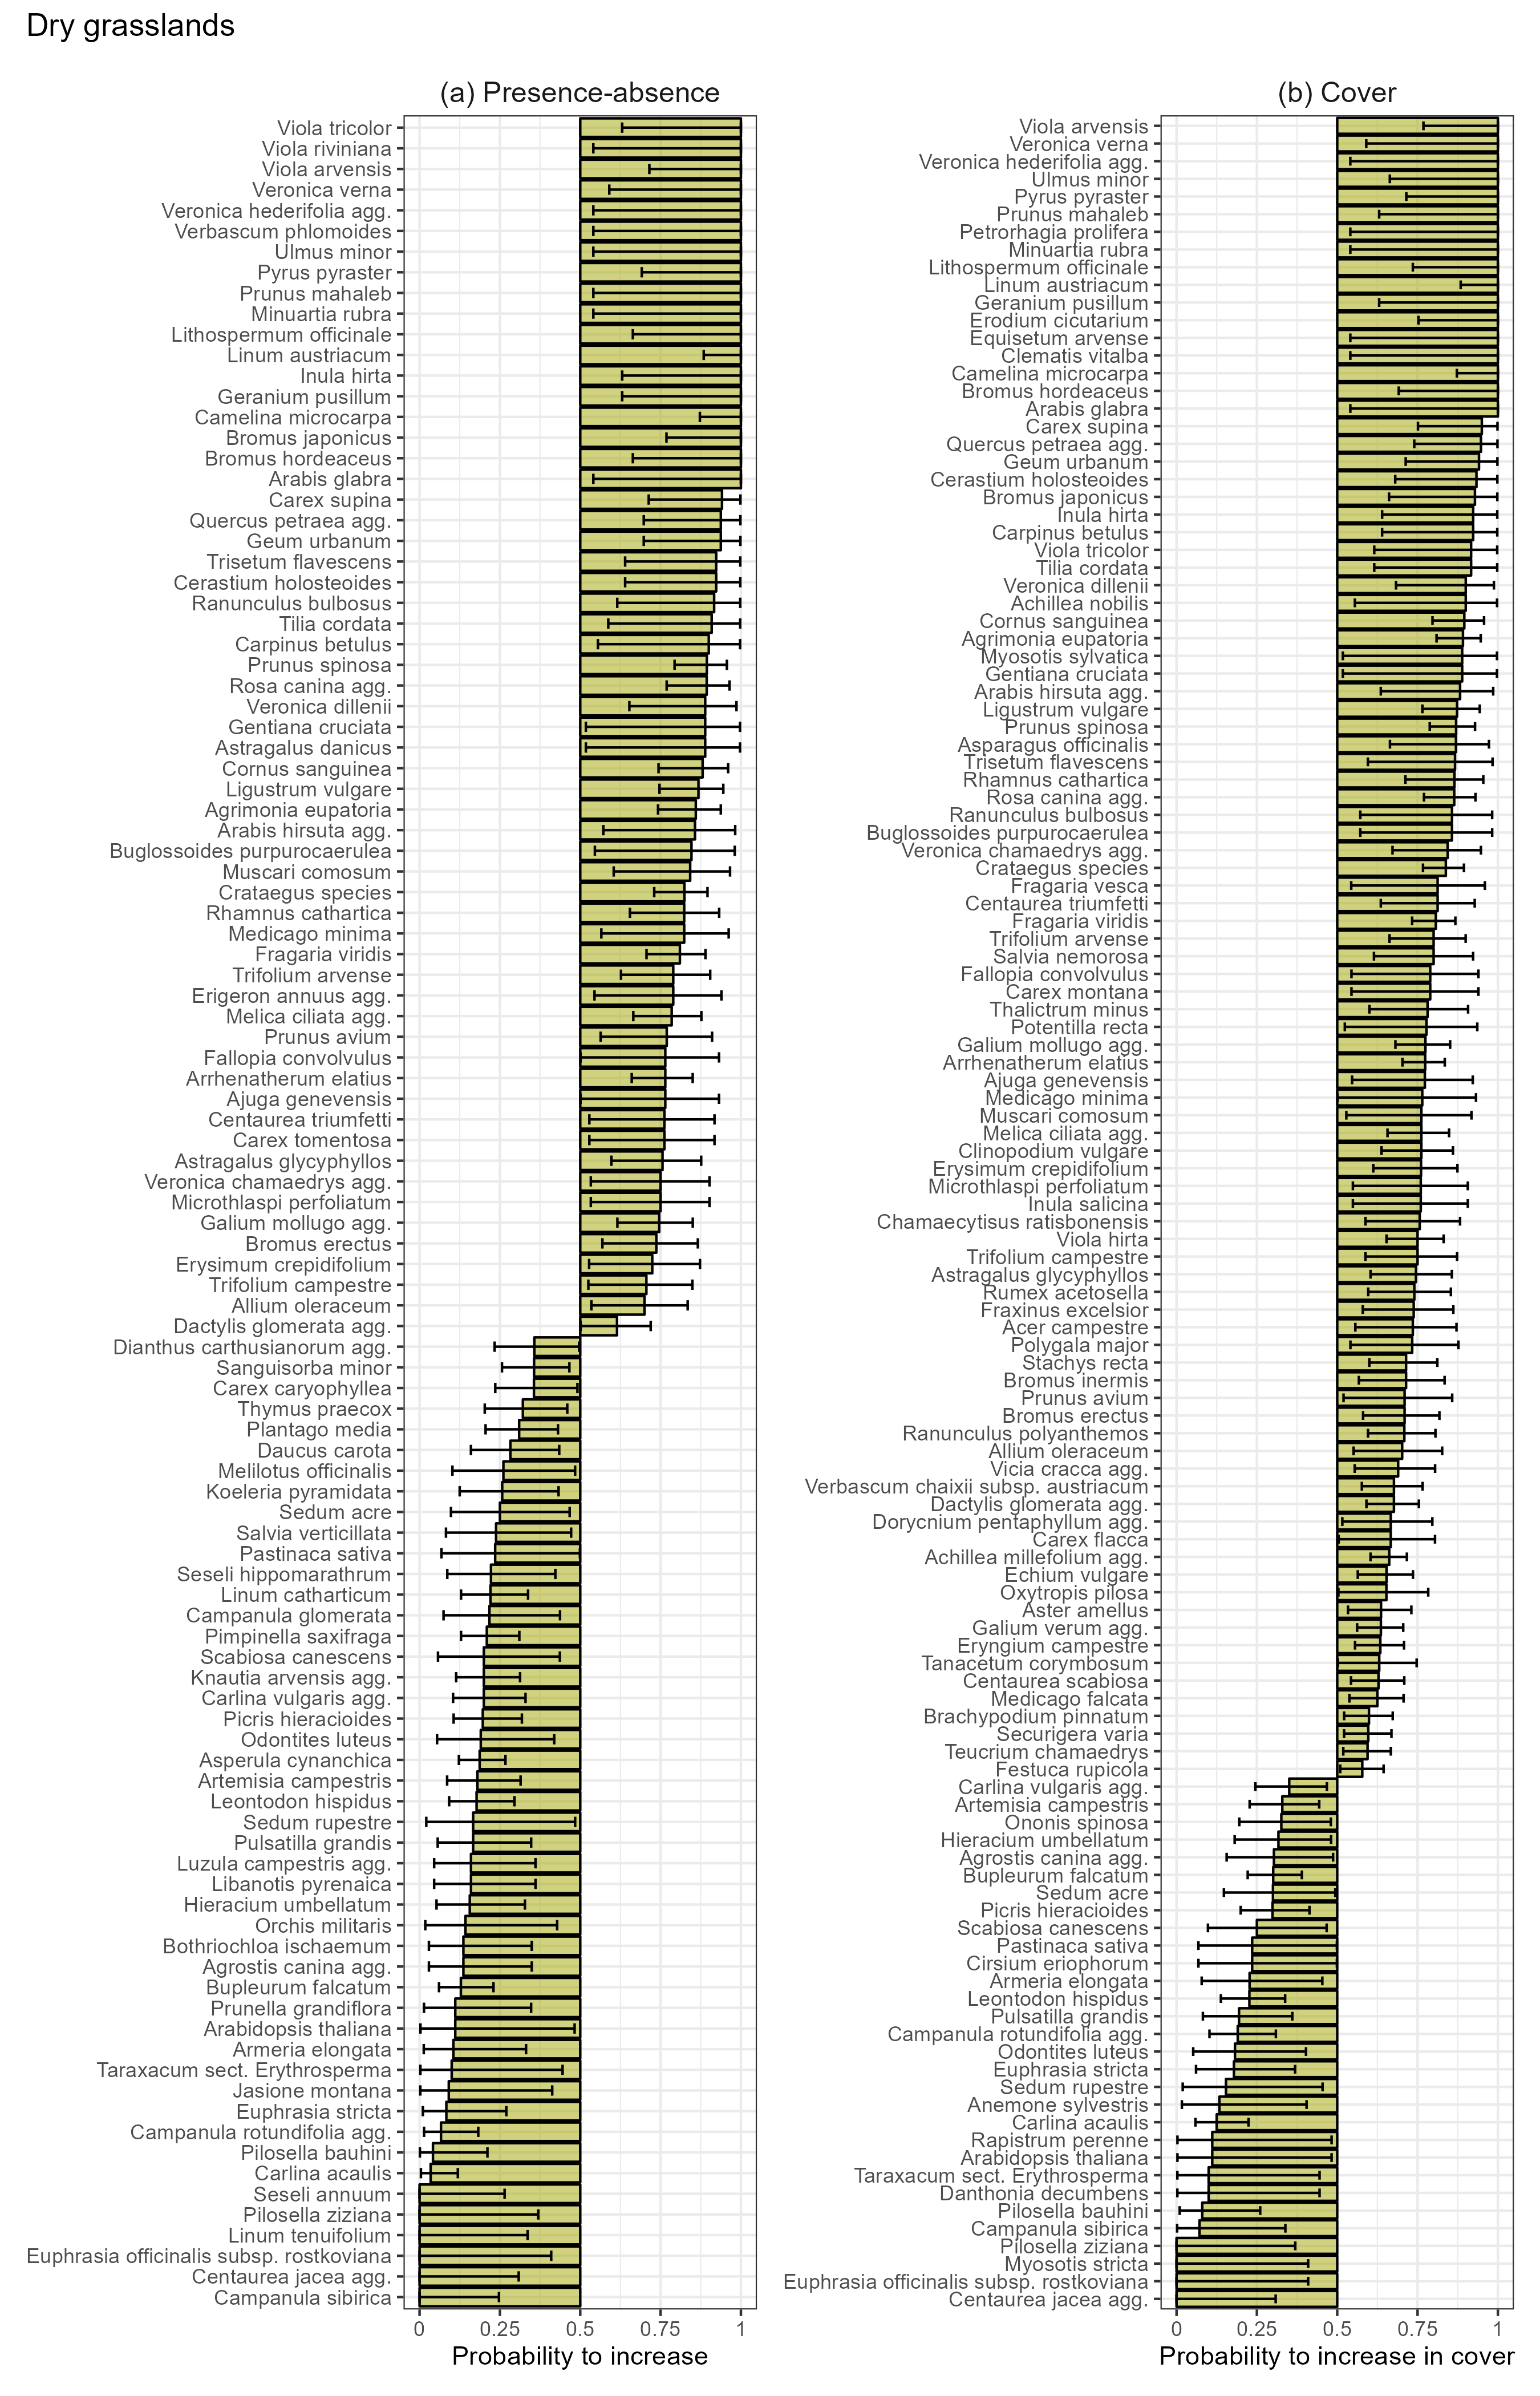 Dry grasslands
(a) Presence-absence
Viola tricolor
Viola riviniana
Viola arvensis
Veronica verna
Veronica hederifolia agg.
Verbascum phlomoides
Ulmus minor
Pyrus pyraster
Prunus mahaleb
Minuartia rubra
Lithospermum officinale
Linum austriacum
Inula hirta
Geranium pusillum
Camelina microcarpa
Bromus japonicus
Bromus hordeaceus
Arabis glabra
Carex supina
Quercus petraea agg.
Geum urbanum
Trisetum flavescens
Cerastium holosteoides
Ranunculus bulbosus
Tilia cordata
Carpinus betulus
Prunus spinosa
Rosa canina agg.
Veronica dillenii
Gentiana cruciata
Astragalus danicus
Cornus sanguinea
Ligustrum vulgare
Agrimonia eupatoria
Arabis hirsuta agg.
Buglossoides purpurocaerulea
Muscari comosum
Crataegus species
Rhamnus cathartica
Medicago minima
Fragaria viridis
Trifolium arvense
Erigeron annuus agg.
Melica ciliata agg.
Prunus avium
Fallopia convolvulus
Arrhenatherum elatius
Ajuga genevensis
Centaurea triumfetti
Carex tomentosa
Astragalus glycyphyllos
Veronica chamaedrys agg.
Microthlaspi perfoliatum
Galium mollugo agg.
Bromus erectus
Erysimum crepidifolium
Trifolium campestre
Allium oleraceum
Dactylis glomerata agg.
Dianthus carthusianorum agg.
Sanguisorba minor
Carex caryophyllea
Thymus praecox
Plantago media
Daucus carota
Melilotus officinalis
Koeleria pyramidata
Sedum acre
Salvia verticillata
Pastinaca sativa
Seseli hippomarathrum
Linum catharticum
Campanula glomerata
Pimpinella saxifraga
Scabiosa canescens
Knautia arvensis agg.
Carlina vulgaris agg.
Picris hieracioides
Odontites luteus
Asperula cynanchica
Artemisia campestris
Leontodon hispidus
Sedum rupestre
Pulsatilla grandis
Luzula campestris agg.
Libanotis pyrenaica
Hieracium umbellatum
Orchis militaris
Bothriochloa ischaemum
Agrostis canina agg.
Bupleurum falcatum
Prunella grandiflora
Arabidopsis thaliana
Armeria elongata
Taraxacum sect. Erythrosperma
Jasione montana
Euphrasia stricta
Campanula rotundifolia agg.
Pilosella bauhini
Carlina acaulis
Seseli annuum
Pilosella ziziana
Linum tenuifolium
Euphrasia officinalis subsp. rostkoviana
Centaurea jacea agg.
Campanula sibirica
0 0.25 0.5 0.75 1
Probability to increase
(b) Cover
Viola arvensis
Veronica verna
Veronica hederifolia agg.
Ulmus minor
Pyrus pyraster
Prunus mahaleb
Petrorhagia prolifera
Minuartia rubra
Lithospermum officinale
Linum austriacum
Geranium pusillum
Erodium cicutarium
Equisetum arvense
Clematis vitalba
Camelina microcarpa
Bromus hordeaceus
Arabis glabra
Carex supina
Quercus petraea agg.
Geum urbanum
Cerastium holosteoides
Bromus japonicus
Inula hirta
Carpinus betulus
Viola tricolor
Tilia cordata
Veronica dillenii
Achillea nobilis
Cornus sanguinea
Agrimonia eupatoria
Myosotis sylvatica
Gentiana cruciata
Arabis hirsuta agg.
Ligustrum vulgare
Prunus spinosa
Asparagus officinalis
Trisetum flavescens
Rhamnus cathartica
Rosa canina agg.
Ranunculus bulbosus
Buglossoides purpurocaerulea
Veronica chamaedrys agg.
Crataegus species
Fragaria vesca
Centaurea triumfetti
Fragaria viridis
Trifolium arvense
Salvia nemorosa
Fallopia convolvulus
Carex montana
Thalictrum minus
Potentilla recta
Galium mollugo agg.
Arrhenatherum elatius
Ajuga genevensis
Medicago minima
Muscari comosum
Melica ciliata agg.
Clinopodium vulgare
Erysimum crepidifolium
Microthlaspi perfoliatum
Inula salicina
Chamaecytisus ratisbonensis
Viola hirta
Trifolium campestre
Astragalus glycyphyllos
Rumex acetosella
Fraxinus excelsior
Acer campestre
Polygala major
Stachys recta
Bromus inermis
Prunus avium
Bromus erectus
Ranunculus polyanthemos
Allium oleraceum
Vicia cracca agg.
Verbascum chaixii subsp. austriacum
Dactylis glomerata agg.
Dorycnium pentaphyllum agg.
Carex flacca
Achillea millefolium agg.
Echium vulgare
Oxytropis pilosa
Aster amellus
Galium verum agg.
Eryngium campestre
Tanacetum corymbosum
Centaurea scabiosa
Medicago falcata
Brachypodium pinnatum
Securigera varia
Teucrium chamaedrys
Festuca rupicola
Carlina vulgaris agg.
Artemisia campestris
Ononis spinosa
Hieracium umbellatum
Agrostis canina agg.
Bupleurum falcatum
Sedum acre
Picris hieracioides
Scabiosa canescens
Pastinaca sativa
Cirsium eriophorum
Armeria elongata
Leontodon hispidus
Pulsatilla grandis
Campanula rotundifolia agg.
Odontites luteus
Euphrasia stricta
Sedum rupestre
Anemone sylvestris
Carlina acaulis
Rapistrum perenne
Arabidopsis thaliana
Taraxacum sect. Erythrosperma
Danthonia decumbens
Pilosella bauhini
Campanula sibirica
Pilosella ziziana
Myosotis stricta
Euphrasia officinalis subsp. rostkoviana
Centaurea jacea agg.
0 0.25 0.5 0.75 1
Probability to increase in cover